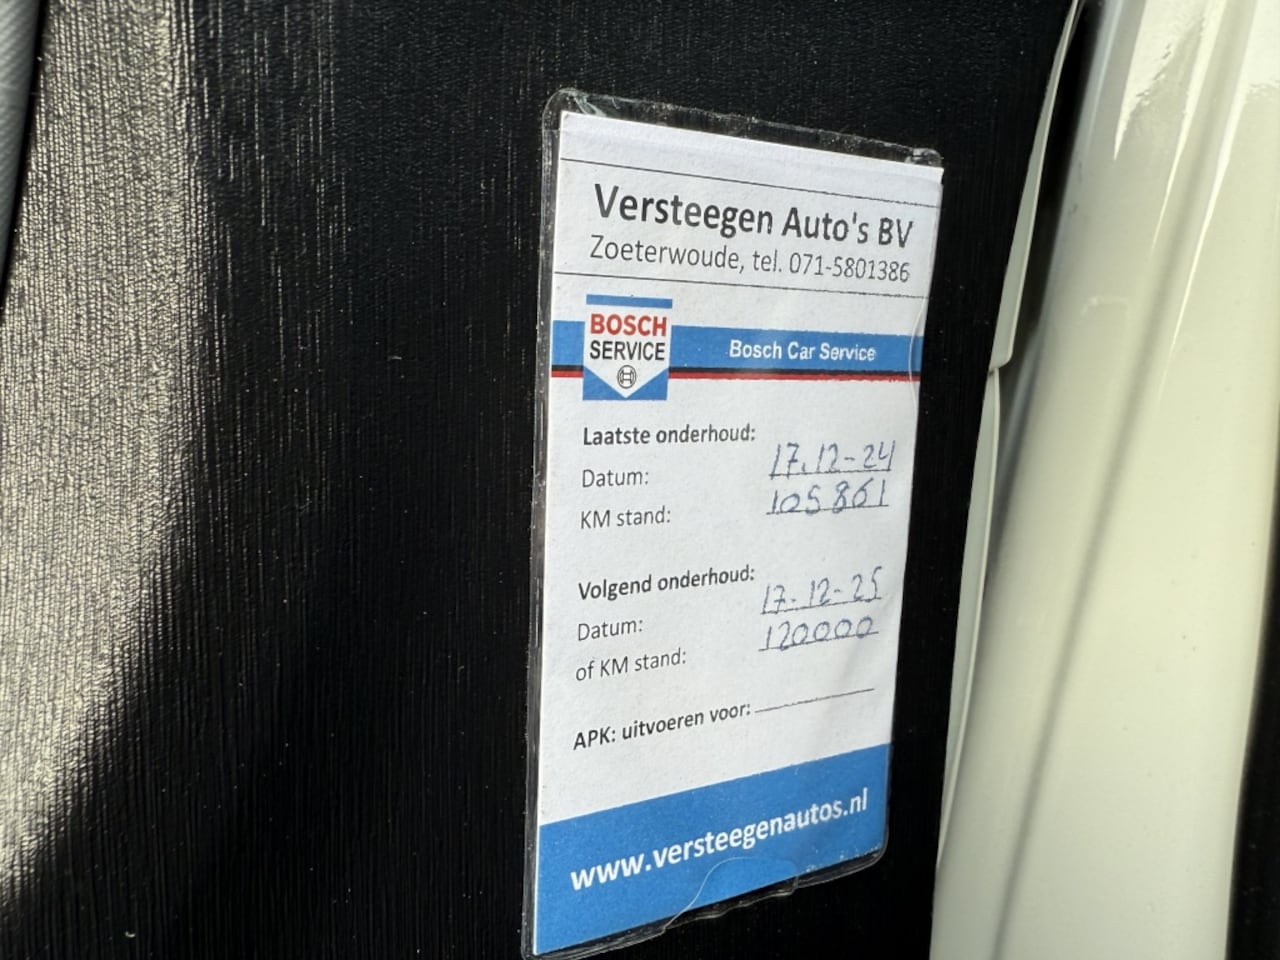 Versteegen Auto's BV
Zoeterwoude, tel. 071-5801386
BOSCH
SERVICE
Bosch Car Service
Laatste onderhoud:
Datum: 17.12-24
KM stand: 105861
Volgend onderhoud:
Datum: 17-12-25
of KM stand: 120000
APK: uitvoeren voor:
www.versteegenautos.nl